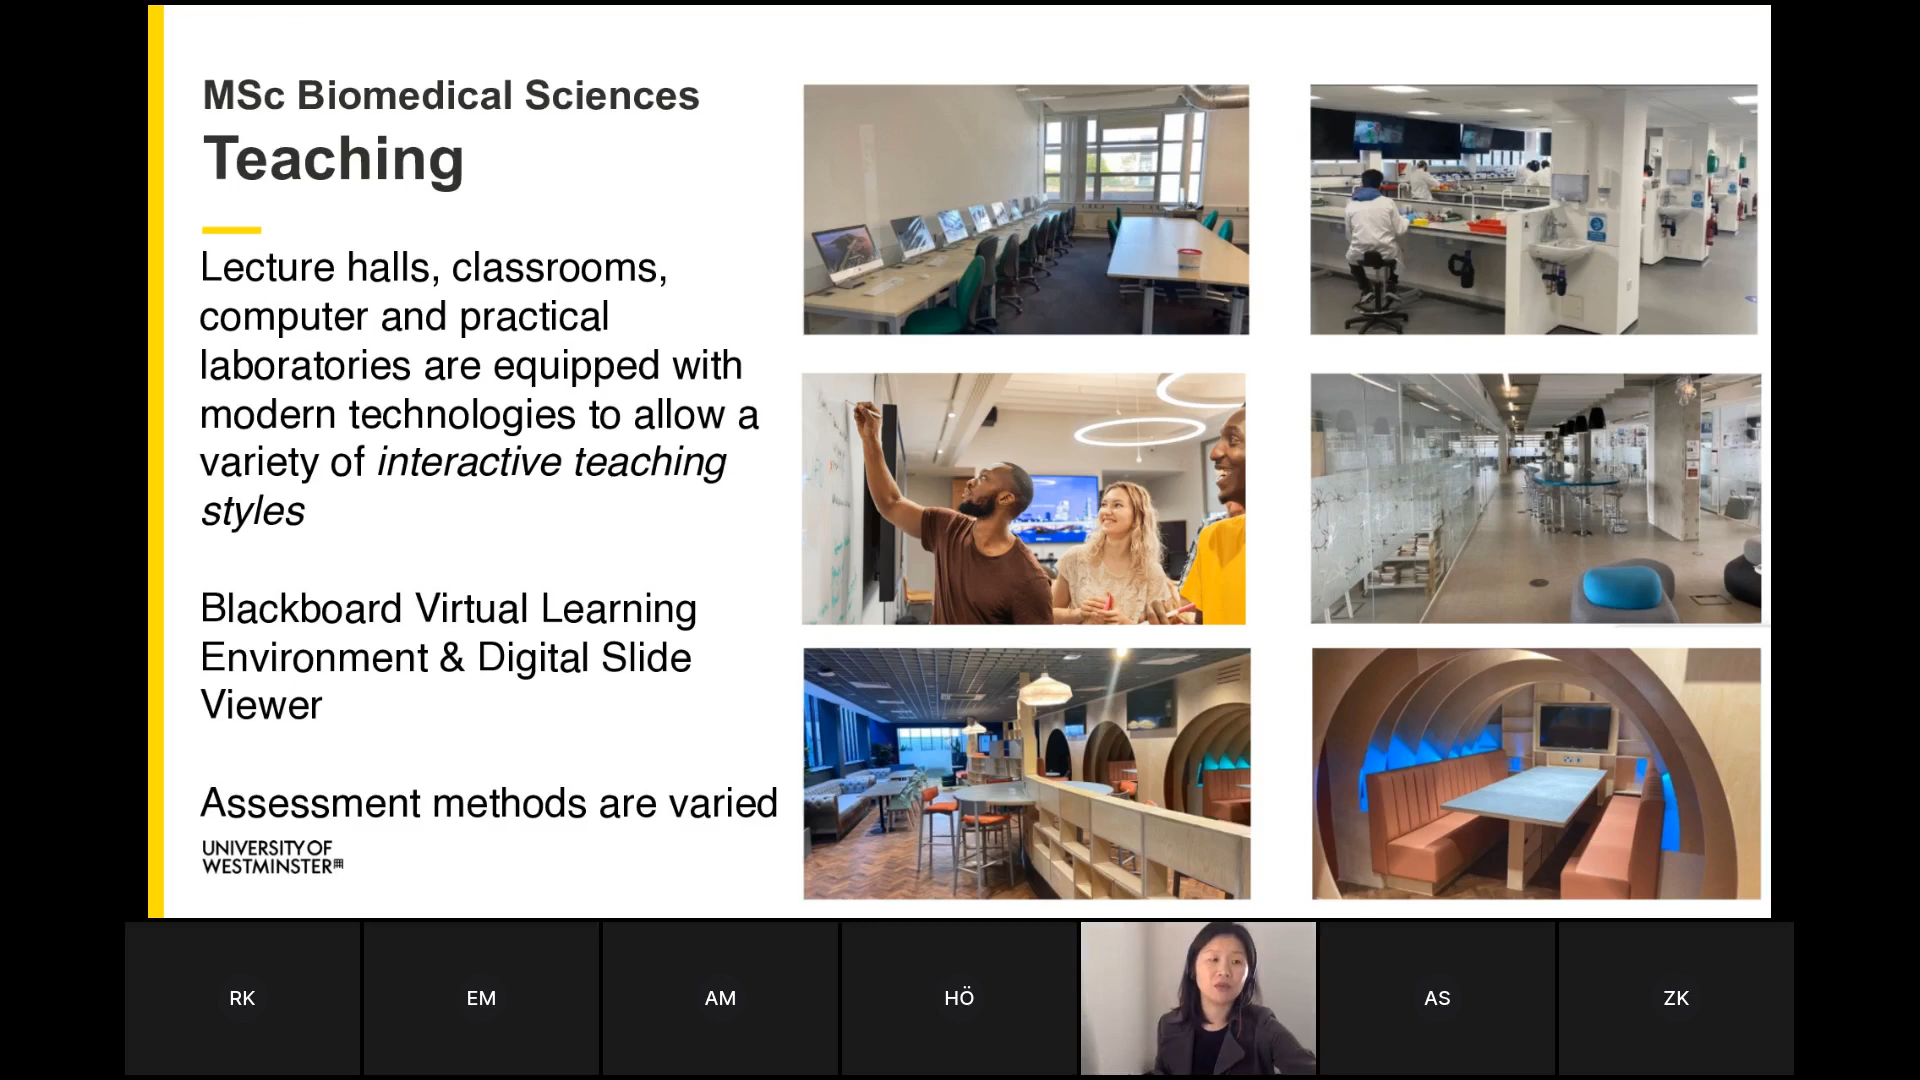 MSc Biomedical Sciences
Teaching
Lecture halls, classrooms,
computer and practical
laboratories are equipped with
modern technologies to allow a
variety of interactive teaching
styles
Blackboard Virtual Learning
Environment & Digital Slide
Viewer
Assessment methods are varied
UNIVERSITY OF
WESTMINSTER
RK
EM
AM
HÖ
AS
ZK